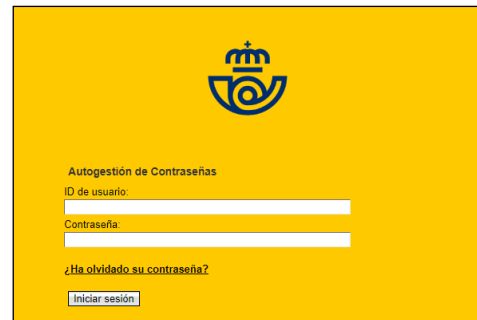 Autogestión de Contraseñas
ID de usuario:
Contraseña:
¿Ha olvidado su contraseña?
Iniciar sesión